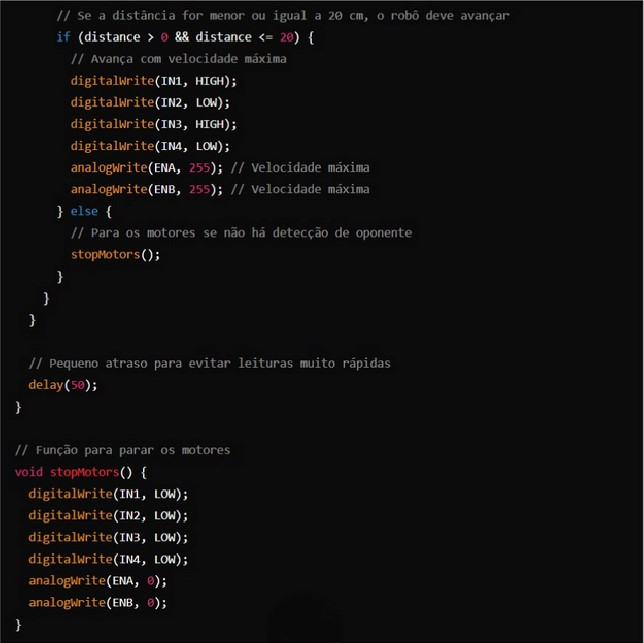 // Se a distância for menor ou igual a 20 cm, o robô deve avançar
if (distance > 0 && distance <= 20) {
// Avança com velocidade máxima
digitalWrite(IN1, HIGH);
digitalWrite(IN2, LOW);
digitalWrite(IN3, HIGH);
digitalWrite(IN4, LOW);
analogWrite(ENA, 255); // Velocidade máxima
analogWrite(ENB, 255); // Velocidade máxima
} else {
// Para os motores se não há detecção de oponente
stopMotors();
}
}
}
// Pequeno atraso para evitar leituras muito rápidas
delay(50);
}
// Função para parar os motores
void stopMotors() {
digitalWrite(IN1, LOW);
digitalWrite(IN2, LOW);
digitalWrite(IN3, LOW);
digitalWrite(IN4, LOW);
analogWrite(ENA, 0);
analogWrite(ENB, 0);
}